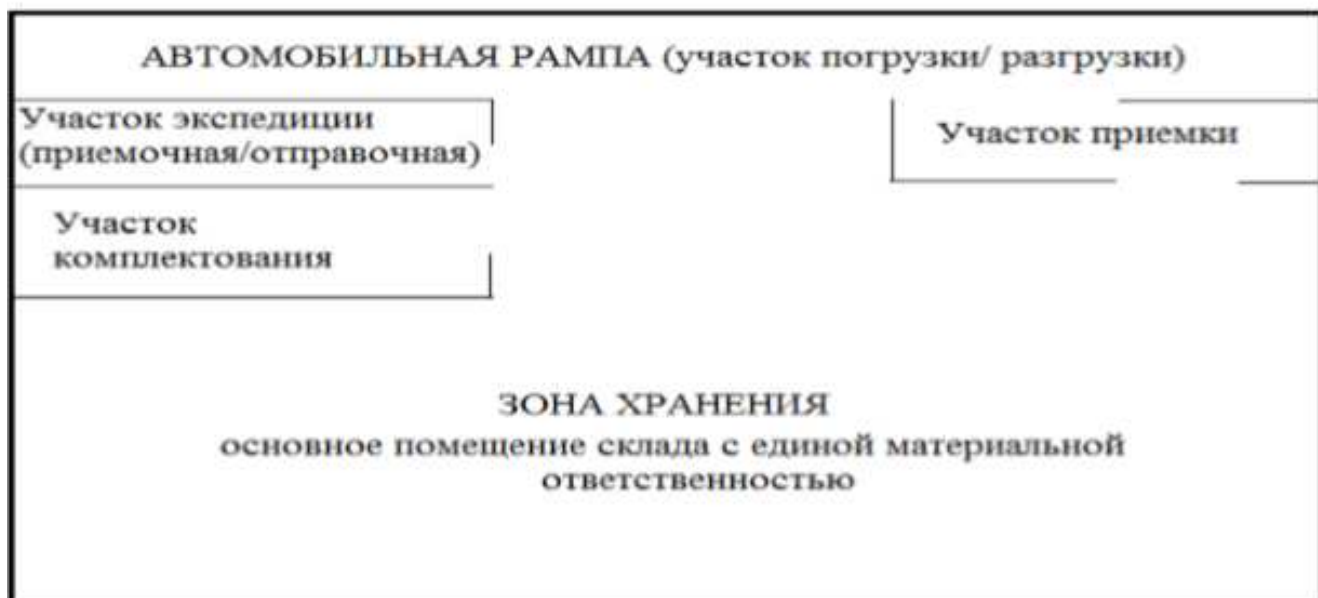 АВТОМОБИЛЬНАЯ РАМПА (участок погрузки/ разгрузки)
Участок экспедиции
(приемочная/отправочная)
Участок приемки
Участок
комплектования
ЗОНА ХРАНЕНИЯ
основное помещение склада с единой материальной
ответственностью